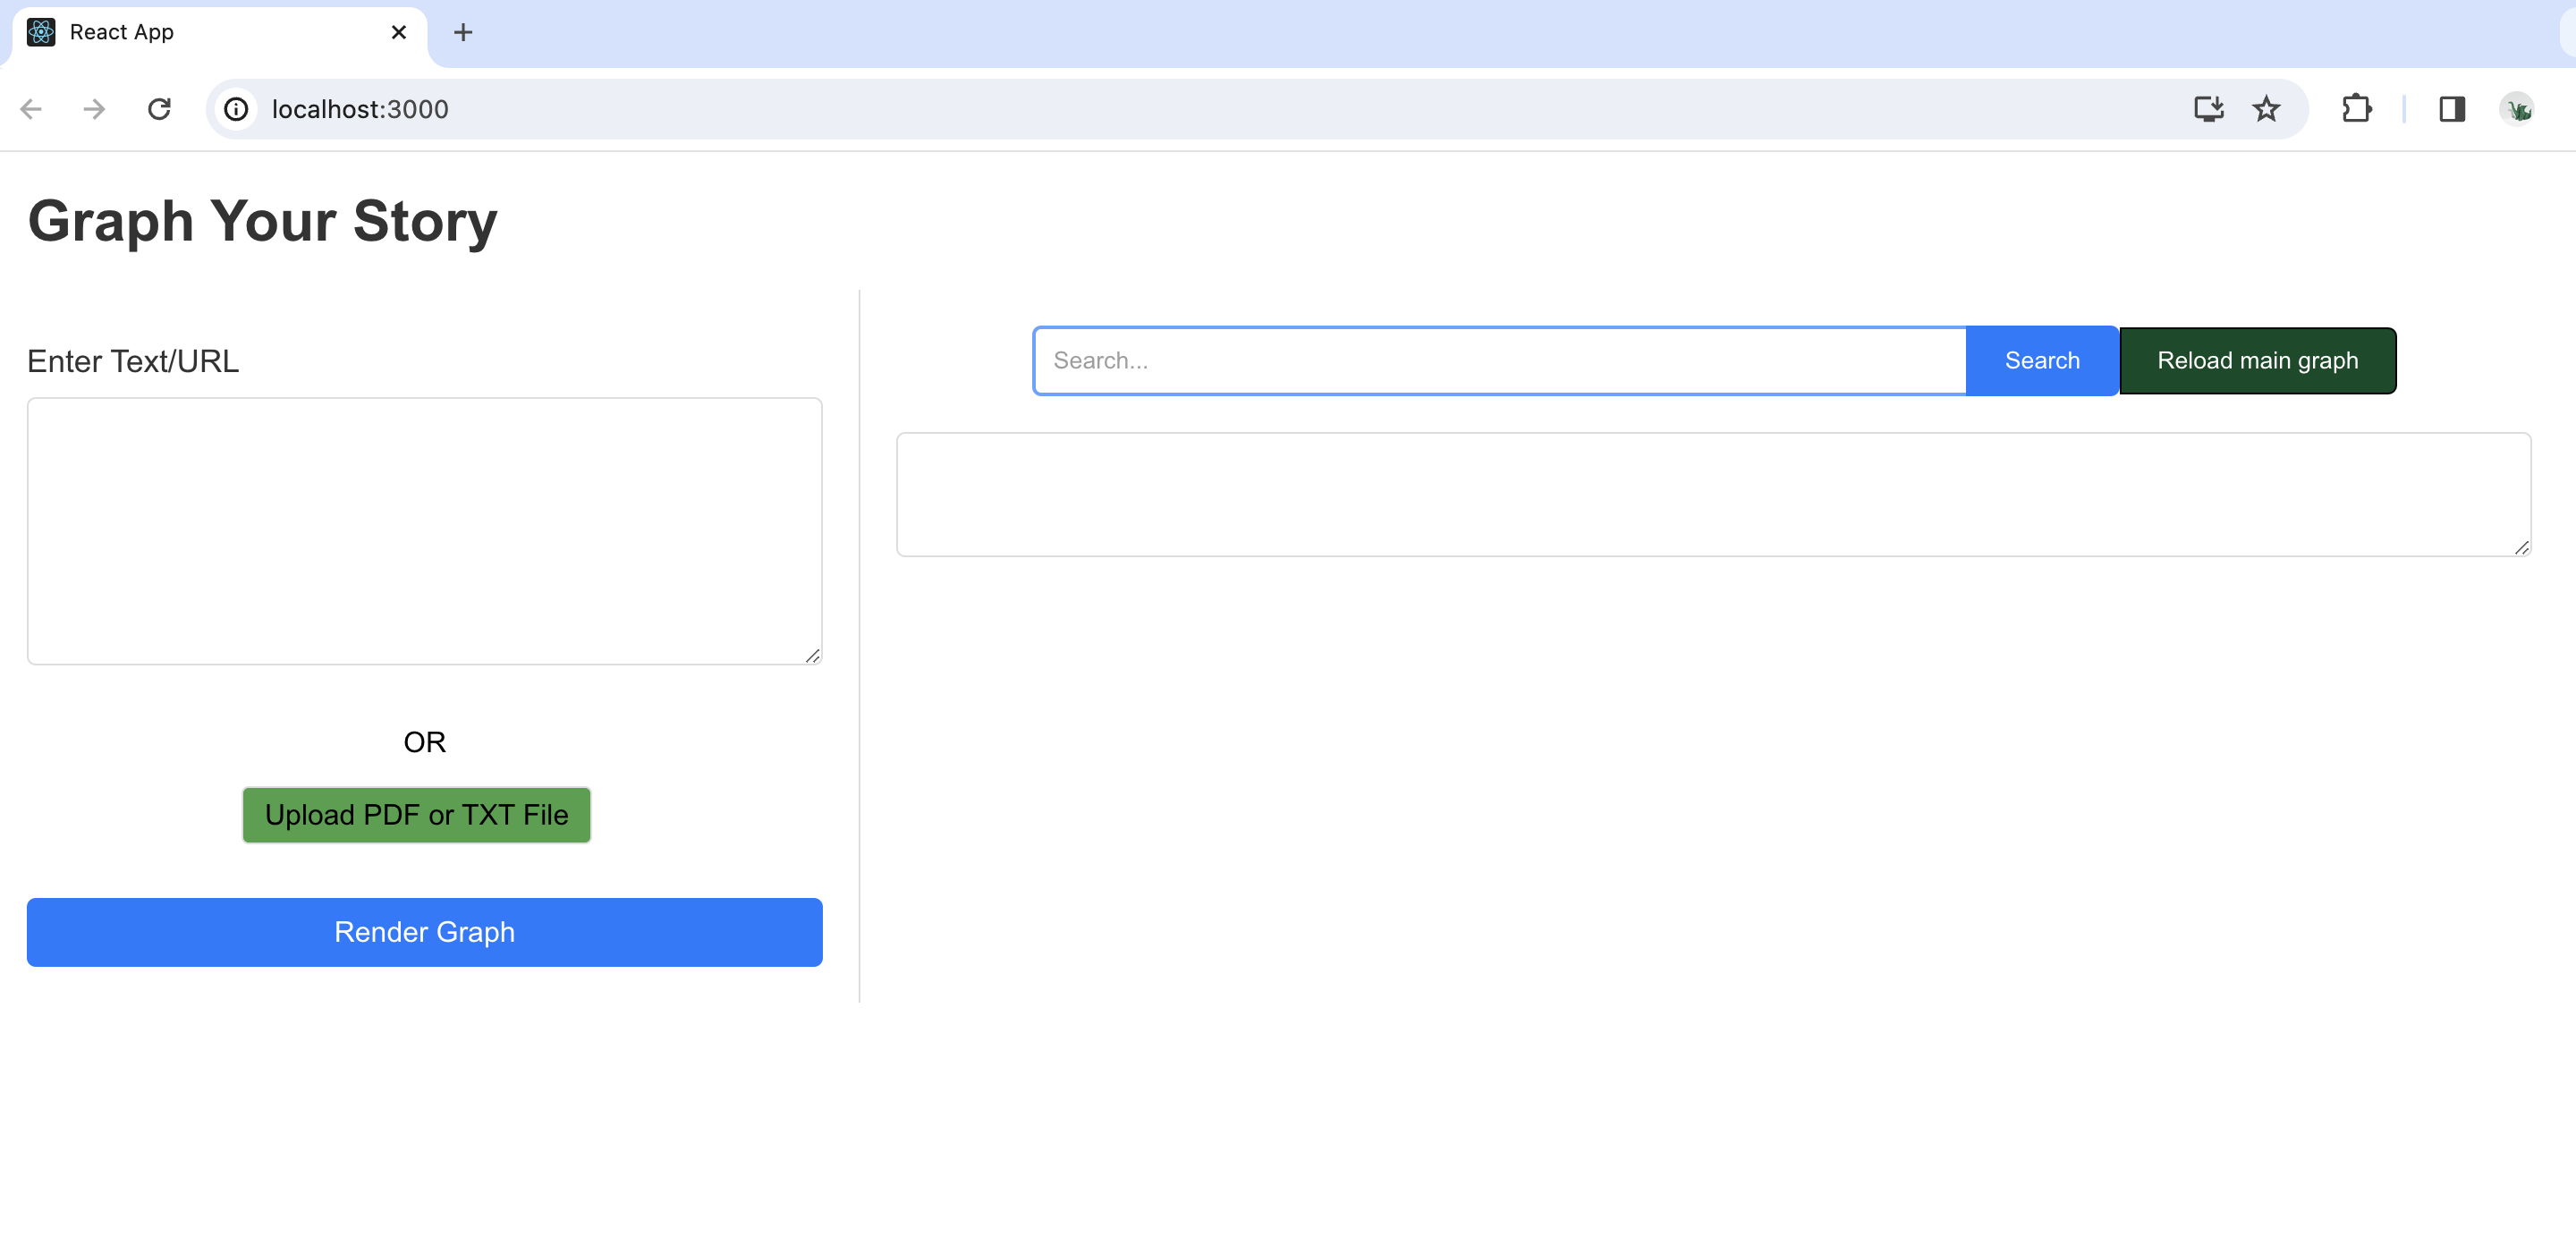 React App
localhost:3000
Graph Your Story
Enter Text/URL
Search...
Search
Reload main graph
OR
Upload PDF or TXT File
Render Graph